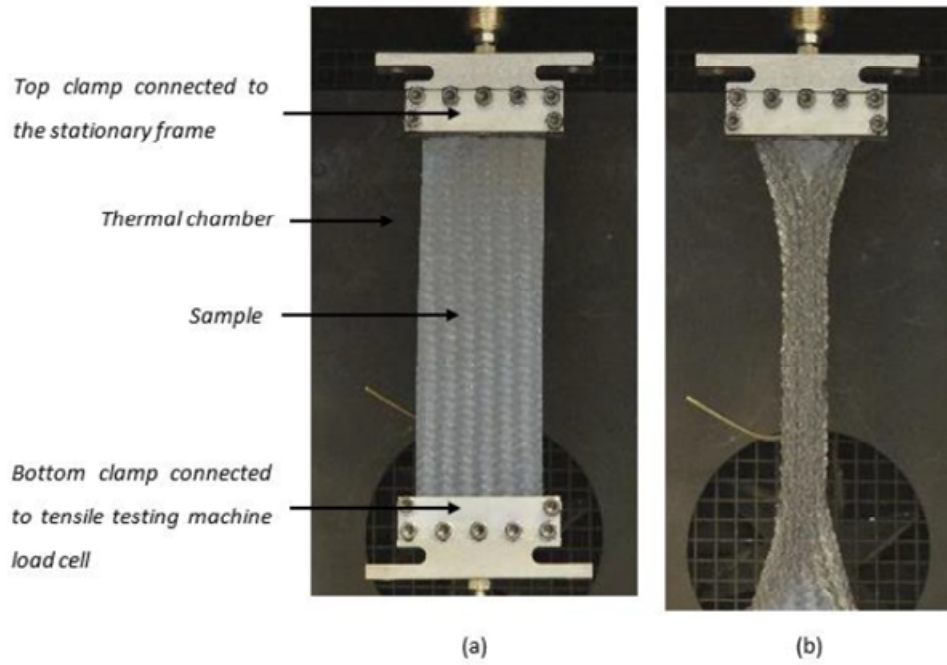 Top clamp connected to
the stationary frame
Thermal chamber
Sample
Bottom clamp connected
to tensile testing machine
load cell
(a)
(b)